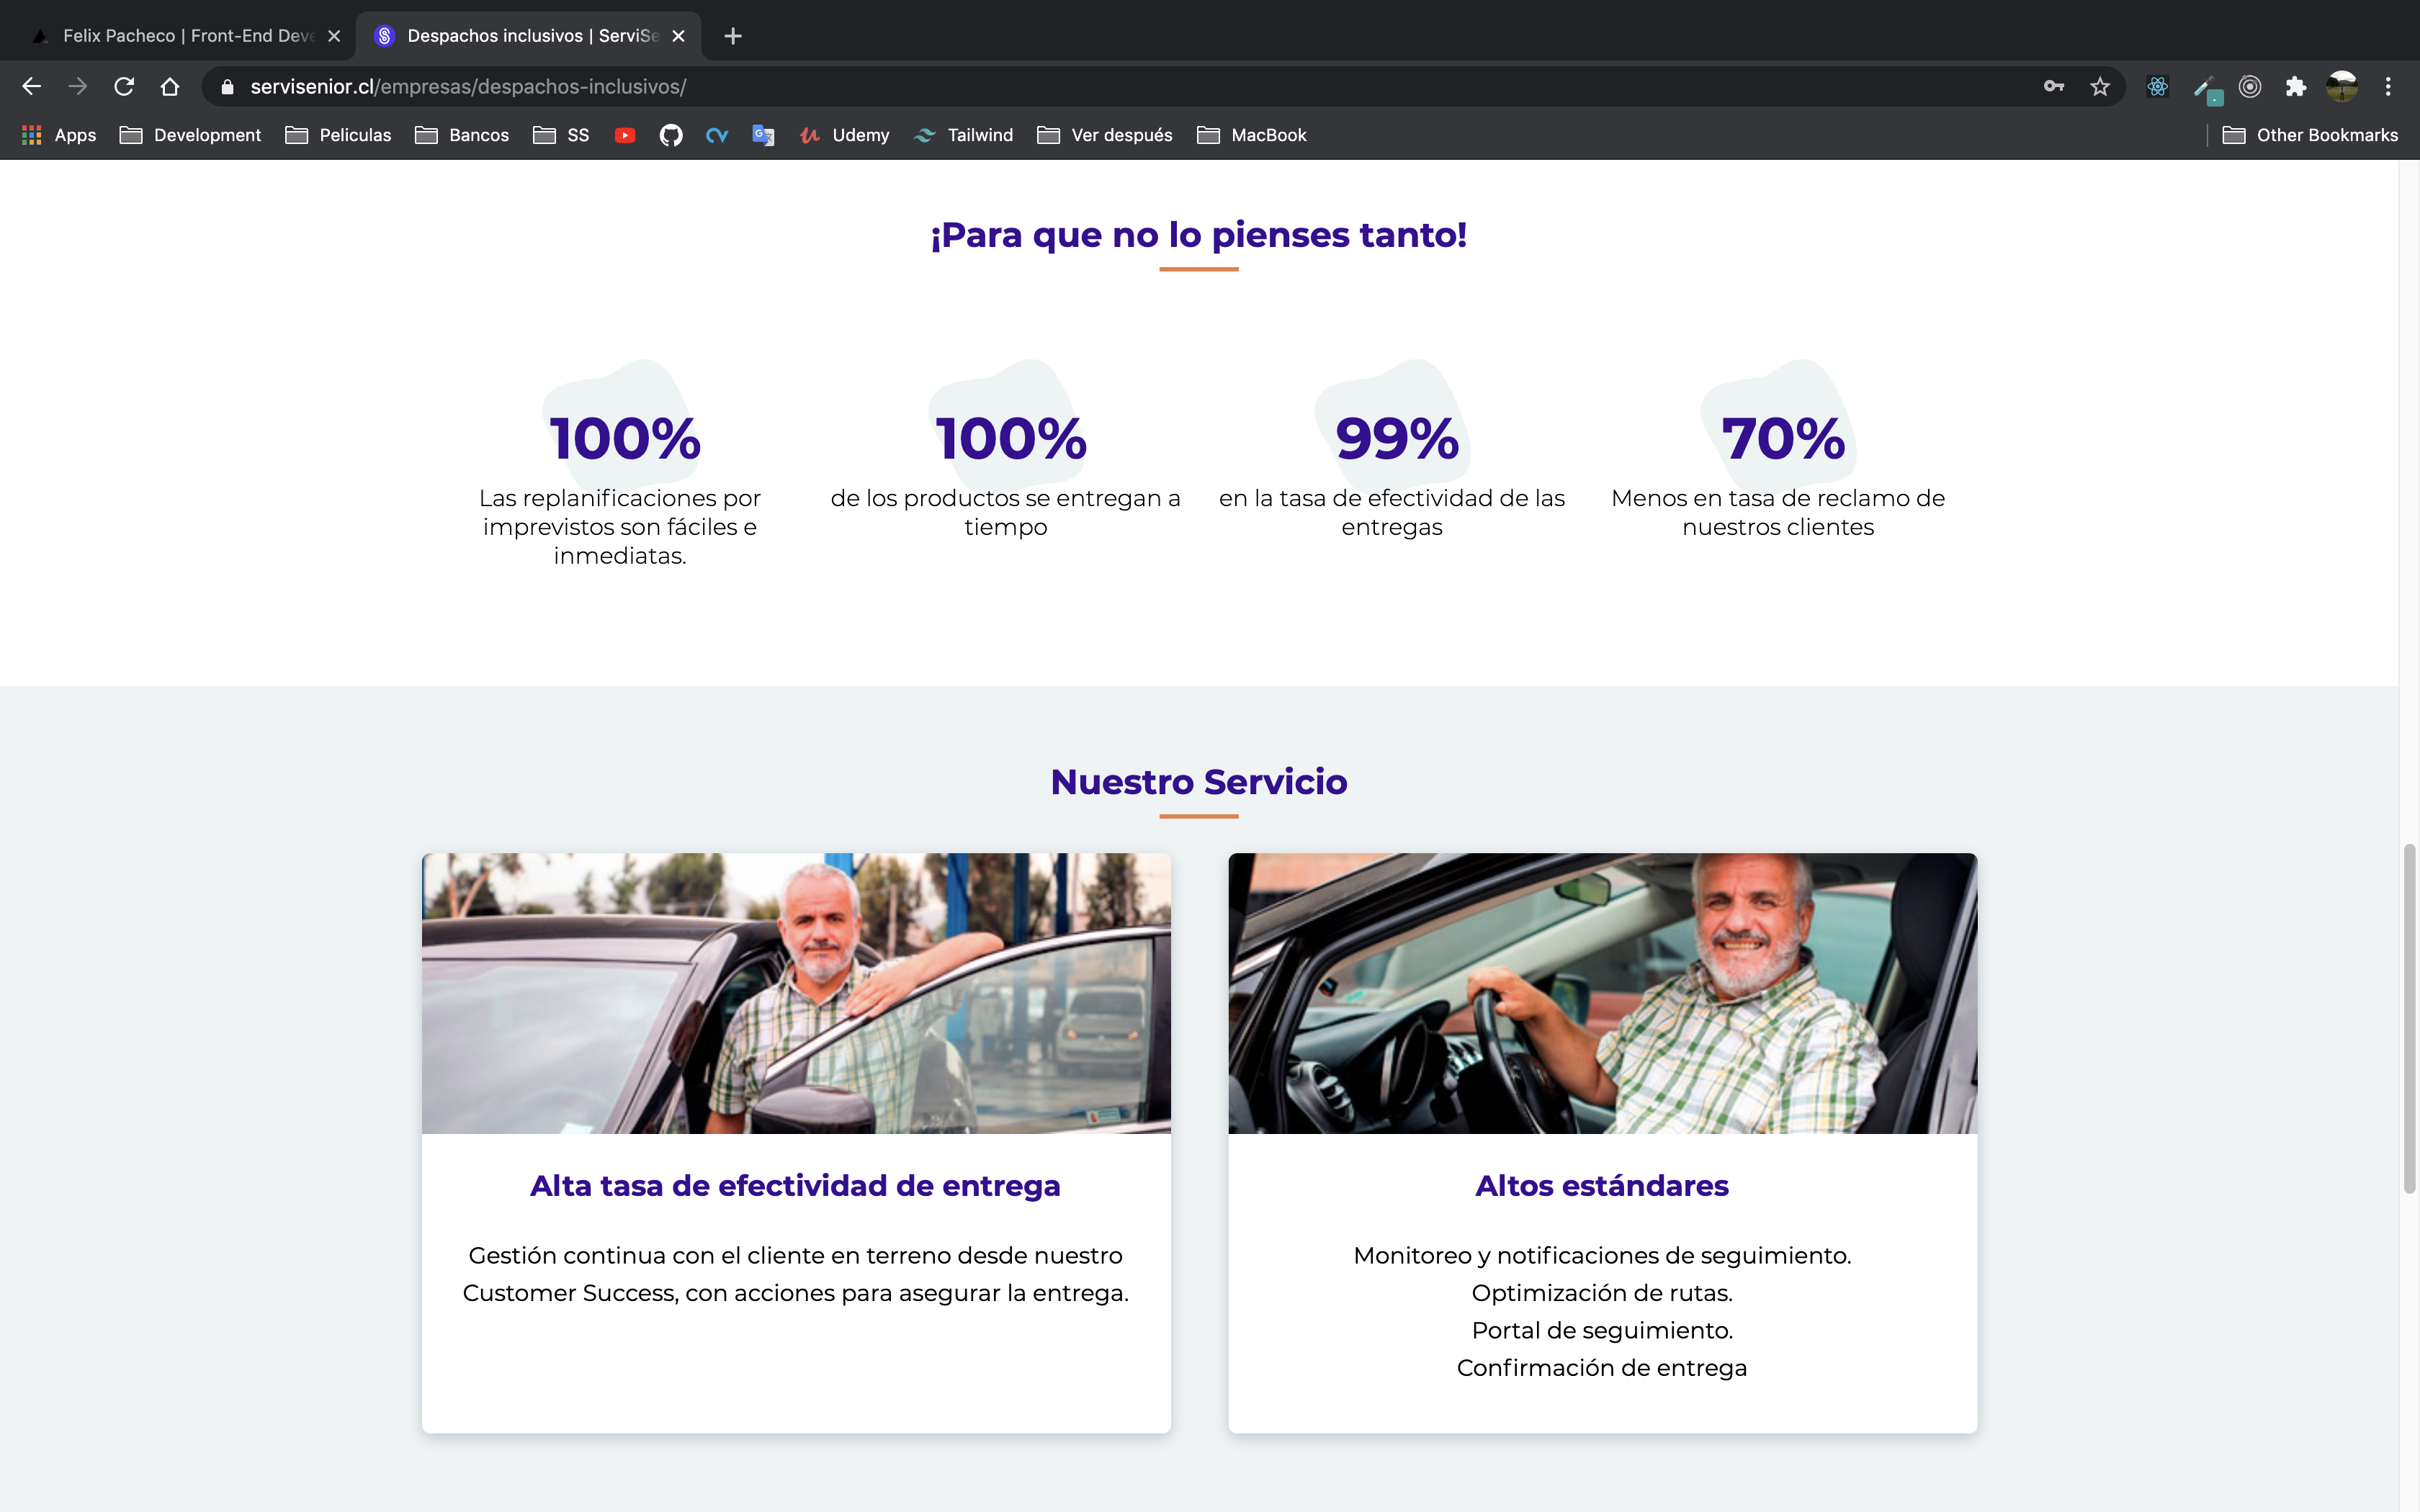 Felix Pacheco | Front-End Deve
Despachos inclusivos | ServiSe
servisenior.cl/empresas/despachos-inclusivos/
Apps
Development
Peliculas
Bancos
SS
Udemy
Tailwind
Ver después
MacBook
Other Bookmarks
¡Para que no lo pienses tanto!
100%
Las replanificaciones por
imprevistos son fáciles e
inmediatas.
100%
de los productos se entregan a
tiempo
99%
en la tasa de efectividad de las
entregas
70%
Menos en tasa de reclamo de
nuestros clientes
Nuestro Servicio
Alta tasa de efectividad de entrega
Gestión continua con el cliente en terreno desde nuestro
Customer Success, con acciones para asegurar la entrega.
Altos estándares
Monitoreo y notificaciones de seguimiento.
Optimización de rutas.
Portal de seguimiento.
Confirmación de entrega